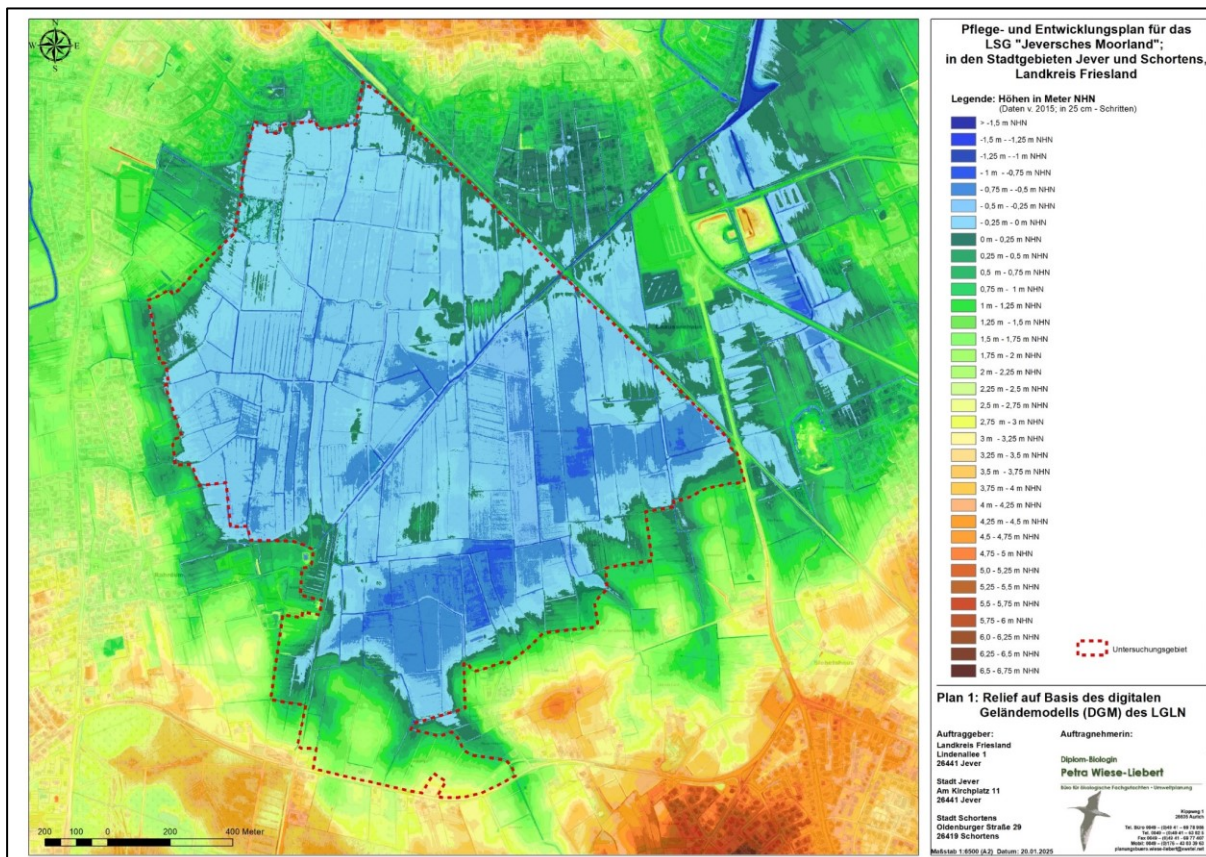 N
W
E
S
200 100 0 200 400 Meter
Pflege- und Entwicklungsplan für das
LSG "Jeversches Moorland";
in den Stadtgebieten Jever und Schortens,
Landkreis Friesland
Legende: Höhen in Meter NHN
(Daten v. 2015; in 25 cm - Schritten)
> -1,5 m NHN
-1,5 m - -1,25 m NHN
-1,25 m - -1 m NHN
- 1 m - -0,75 m NHN
- 0,75 m - -0,5 m NHN
- 0,5 m - -0,25 m NHN
- 0,25 m - 0 m NHN
0 m - 0,25 m NHN
0,25 m - 0,5 m NHN
0,5 m - 0,75 m NHN
0,75 m - 1 m NHN
1 m - 1,25 m NHN
1,25 m - 1,5 m NHN
1,5 m - 1,75 m NHN
1,75 m - 2 m NHN
2 m - 2,25 m NHN
2,25 m - 2,5 m NHN
2,5 m - 2,75 m NHN
2,75 m - 3 m NHN
3 m - 3,25 m NHN
3,25 m - 3,5 m NHN
3,5 m - 3,75 m NHN
3,75 m - 4 m NHN
4 m - 4,25 m NHN
4,25 m - 4,5 m NHN
4,5 - 4,75 m NHN
4,75 - 5 m NHN
5,0 - 5,25 m NHN
5,25 - 5,5 m NHN
5,5 - 5,75 m NHN
5,75 - 6 m NHN
6,0 - 6,25 m NHN
6,25 - 6,5 m NHN
6,5 - 6,75 m NHN
Untersuchungsgebiet
Plan 1: Relief auf Basis des digitalen
Geländemodells (DGM) des LGLN
Auftraggeber:
Landkreis Friesland
Lindenallee 1
26441 Jever
Stadt Jever
Am Kirchplatz 11
26441 Jever
Stadt Schortens
Oldenburger Straße 29
26419 Schortens
Auftragnehmerin:
Diplom-Biologin
Petra Wiese-Liebert
Büro für ökologische Fachgutachten - Umweltplanung
26605 Aurich
Maßstab 1:6500 (A2) Datum: 20.01.2025